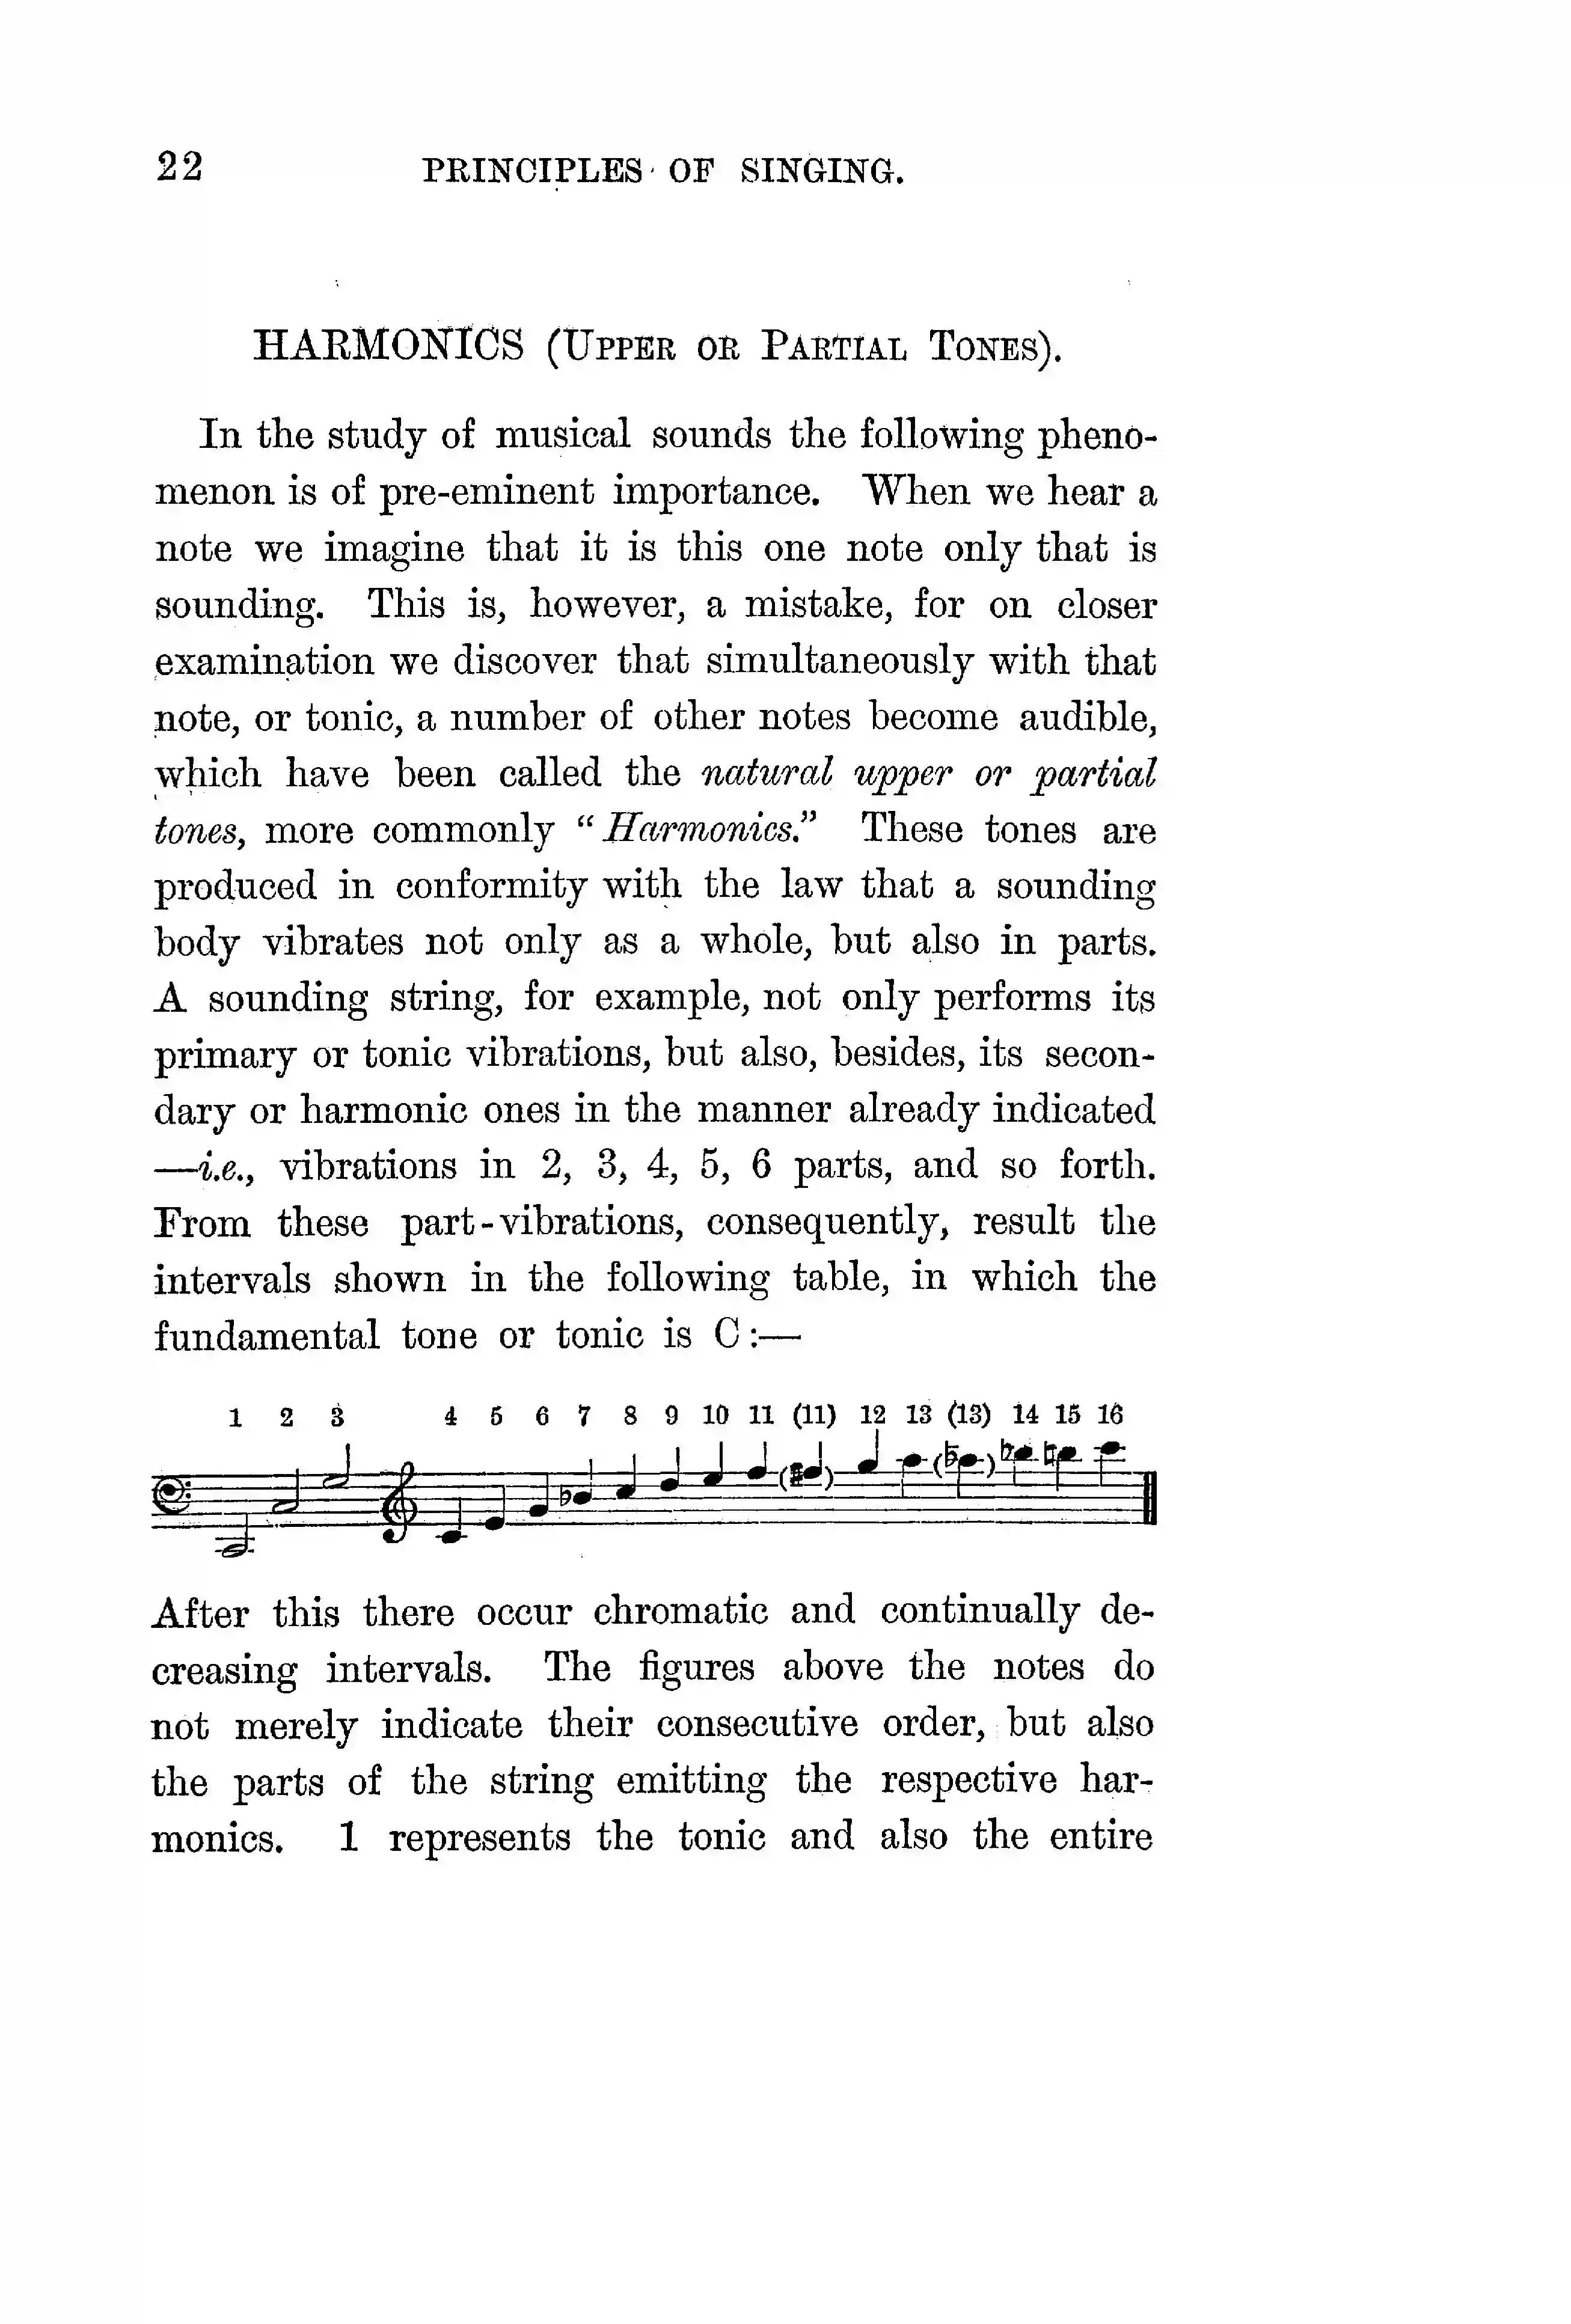 22 PRINCIPLES OF SINGING.
HARMONICS (UPPER OR PARTIAL TONES).
In the study of musical sounds the following pheno-
menon is of pre-eminent importance. When we hear a
note we imagine that it is this one note only that is
sounding. This is, however, a mistake, for on closer
examination we discover that simultaneously with that
note, or tonic, a number of other notes become audible,
which have been called the natural upper or partial
tones, more commonly “Harmonics.” These tones are
produced in conformity with the law that a sounding
body vibrates not only as a whole, but also in parts.
A sounding string, for example, not only performs its
primary or tonic vibrations, but also, besides, its secon-
dary or harmonic ones in the manner already indicated
—i.e., vibrations in 2, 3, 4, 5, 6 parts, and so forth.
From these part-vibrations, consequently, result the
intervals shown in the following table, in which the
fundamental tone or tonic is C:—
1 2 3 4 5 6 7 8 9 10 11 (11) 12 13 (13) 14 15 16
After this there occur chromatic and continually de-
creasing intervals. The figures above the notes do
not merely indicate their consecutive order, but also
the parts of the string emitting the respective har-
monics. 1 represents the tonic and also the entire